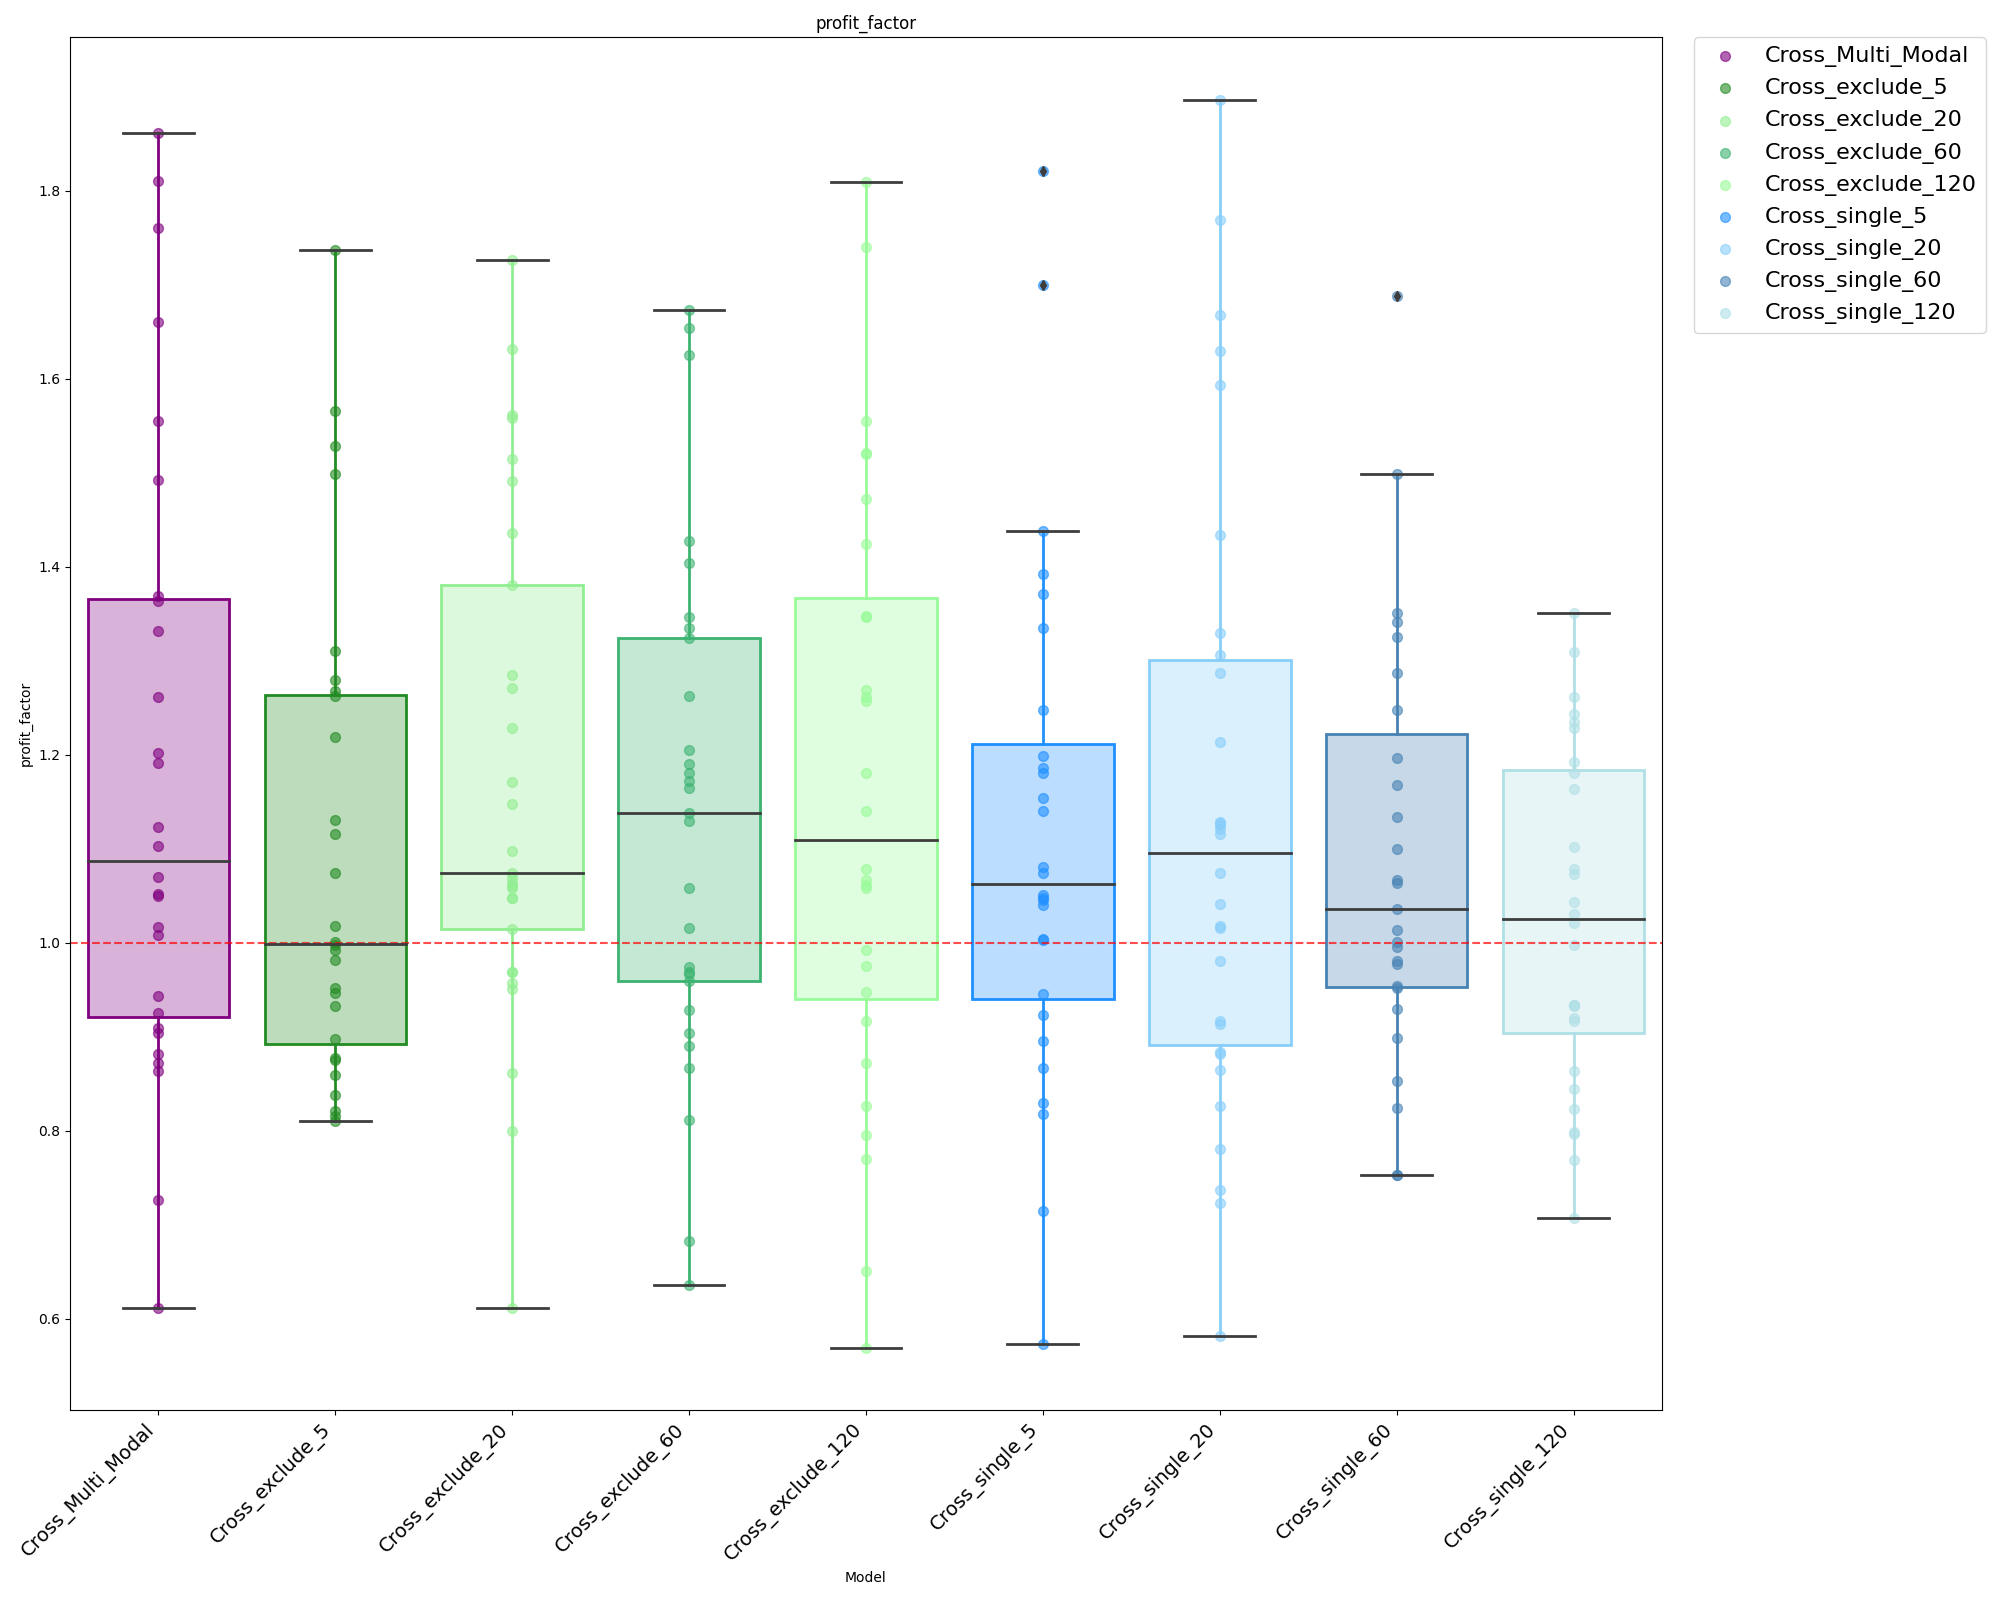 profit_factor
Cross_Multi_Modal
Cross_exclude_5
Cross_exclude_20
Cross_exclude_60
Cross_exclude_120
Cross_single_5
Cross_single_20
Cross_single_60
Cross_single_120
1.8
1.6
1.4
1.2
1.0
0.8
0.6
profit_factor
Cross_Multi_Modal
Cross_exclude_5
Cross_exclude_20
Cross_exclude_60
Cross_exclude_120
Cross_single_5
Cross_single_20
Cross_single_60
Cross_single_120
Model